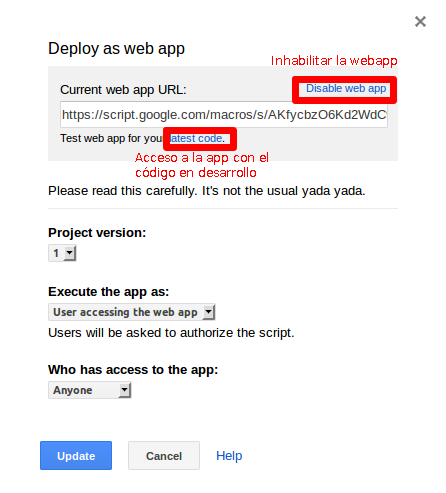 ×
Deploy as web app
Inhabilitar la webapp
Current web app URL:
Disable web app
https://script.google.com/macros/s/AKfycbzO6Kd2WdC
Test web app for your latest code.
Acceso a la app con el
código en desarrollo
Please read this carefully. It's not the usual yada yada.
Project version:
1
Execute the app as:
User accessing the web app
Users will be asked to authorize the script.
Who has access to the app:
Anyone
Update Cancel Help